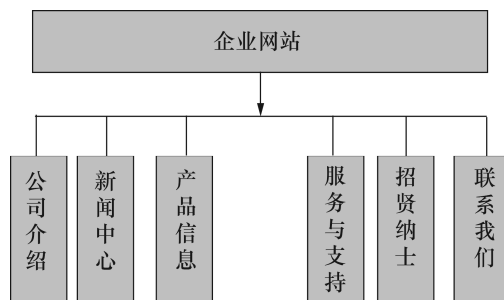 企业网站
公司介绍
新闻中心
产品信息
服务与支持
招贤纳士
联系我们